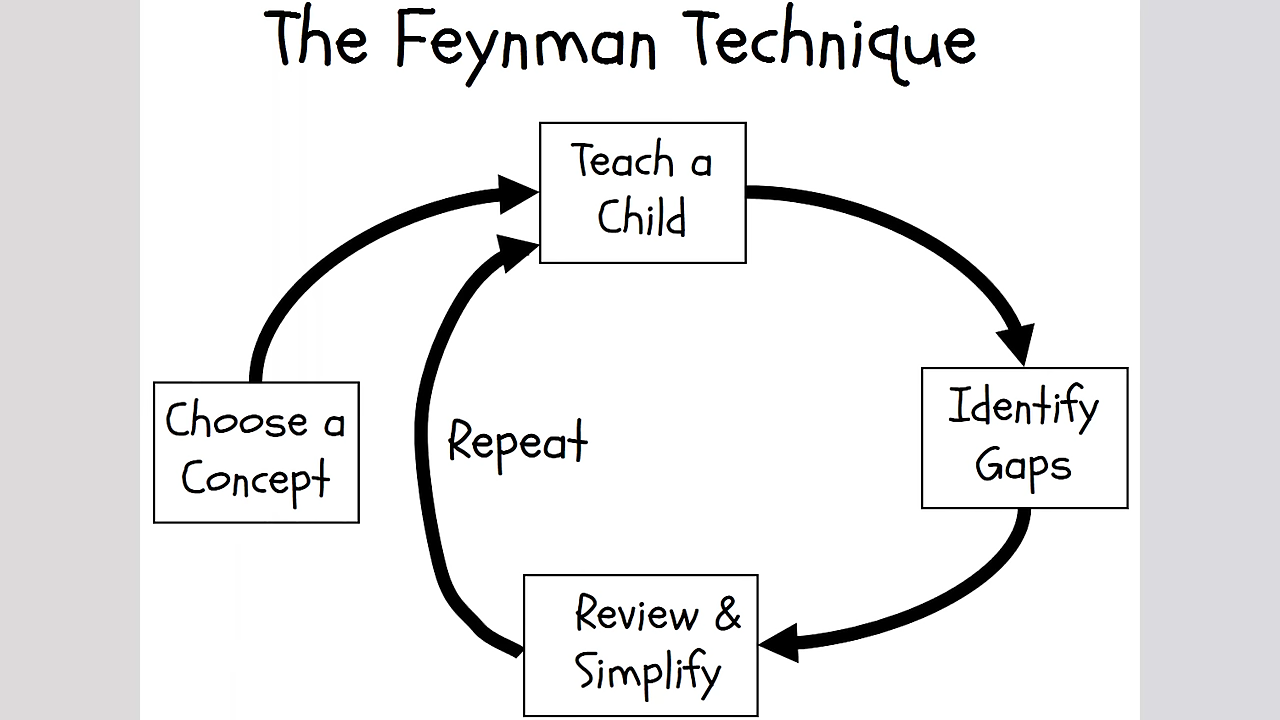 The Feynman Technique
Teach a
Child
Choose a
Concept
Repeat
Identify
Gaps
Review &
Simplify